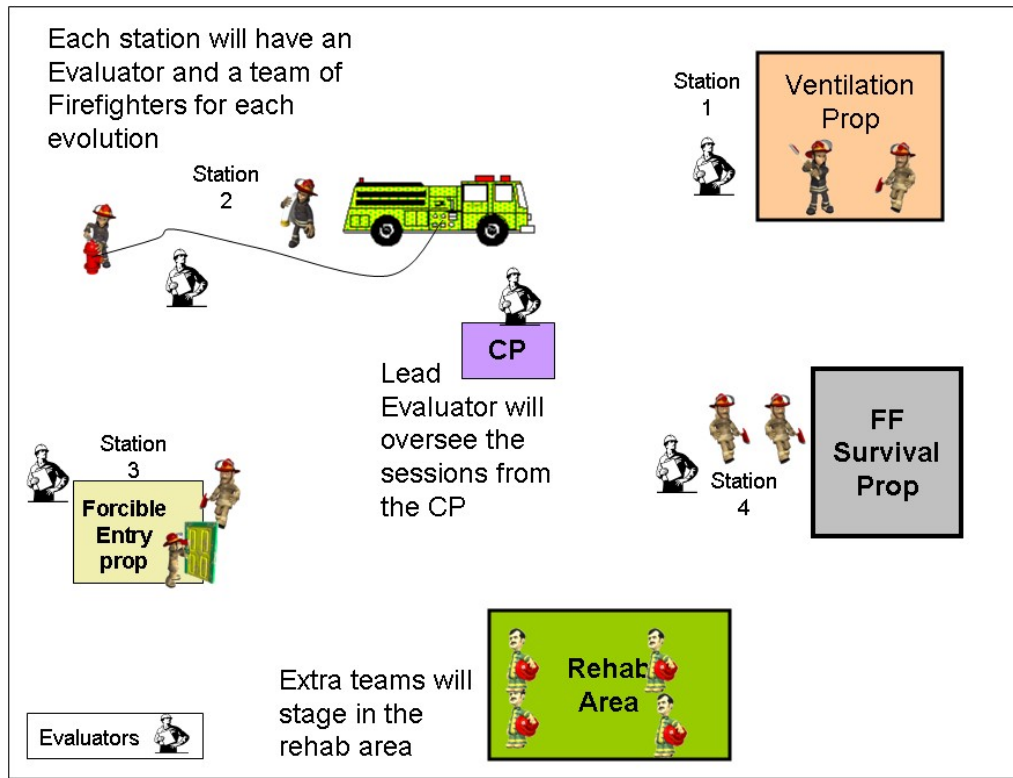 Each station will have an
Evaluator and a team of
Firefighters for each
evolution
Station
1
Ventilation
Prop
Station
2
CP
Lead
Evaluator will
oversee the
sessions from
the CP
Station
3
Forcible
Entry
prop
Station
4
FF
Survival
Prop
Extra teams will
stage in the
rehab area
Rehab
Area
Evaluators